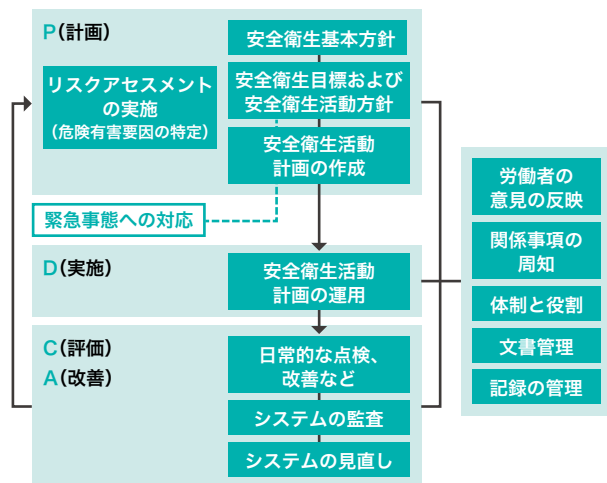 P(計画)
安全衛生基本方針
リスクアセスメント
の実施
(危険有害要因の特定)
安全衛生目標および
安全衛生活動方針
安全衛生活動
計画の作成
緊急事態への対応
D(実施)
安全衛生活動
計画の運用
C(評価)
A(改善)
日常的な点検、
改善など
システムの監査
システムの見直し
労働者の
意見の反映
関係事項の
周知
体制と役割
文書管理
記録の管理